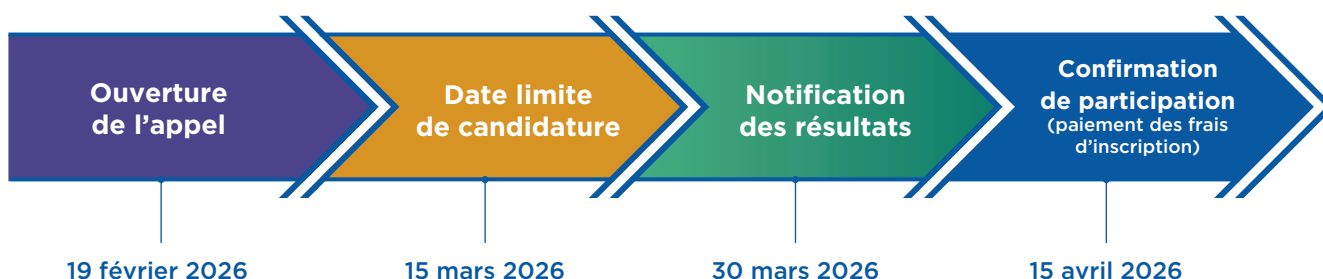 Ouverture
de l’appel
Date limite
de candidature
Notification
des résultats
Confirmation
de participation
(paiement des frais
d’inscription)
19 février 2026
15 mars 2026
30 mars 2026
15 avril 2026